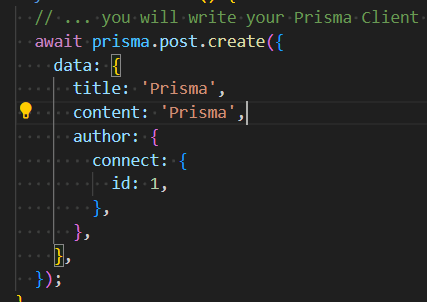 // ... you will write your Prisma Client
await prisma.post.create({
data: {
title: 'Prisma',
content: 'Prisma',
author: {
connect: {
id: 1,
},
},
},
});